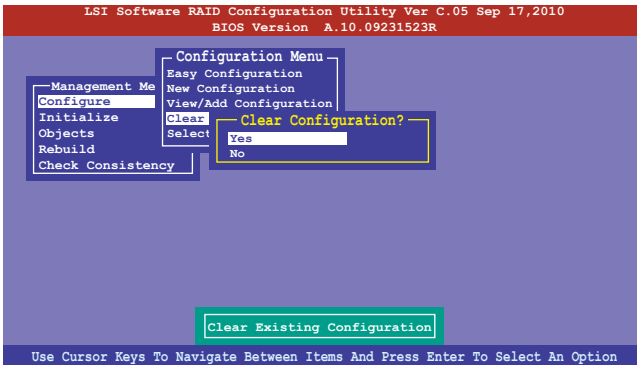 LSI Software RAID Configuration Utility Ver C.05 Sep 17,2010
BIOS Version A.10.09231523R
Configuration Menu
Easy Configuration
New Configuration
View/Add Configuration
Clear
Select
Management Me
Configure
Initialize
Objects
Rebuild
Check Consistency
Clear Configuration?
Yes
No
Clear Existing Configuration
Use Cursor Keys To Navigate Between Items And Press Enter To Select An Option